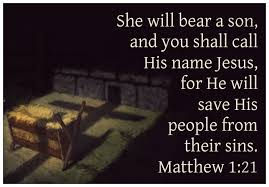 She will bear a son,
and you shall call
His name Jesus,
for He will
save His
people from
their sins.
Matthew 1:21